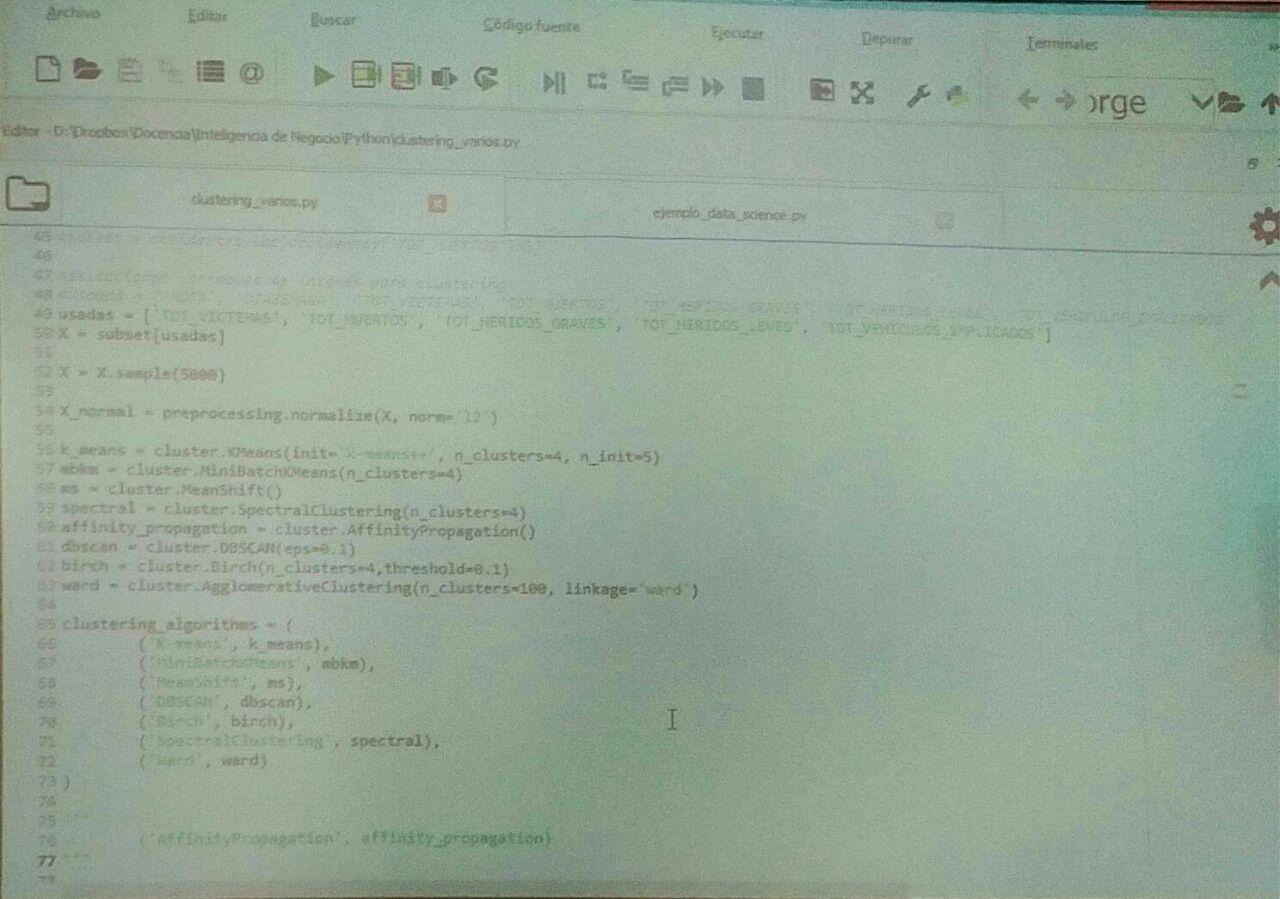 Archivo Editar Buscar Código fuente Ejecutar Depurar Terminales
orge
Editor - D:\Dropbox\Docencia\Inteligencia de Negocio\Python\clustering_varios.py
clustering_varios.py ejemplo_data_science.py
45
46
47 variables de interés para clustering
48
49 usadas = ['TOT_VICTIMAS', 'TOT_MUERTOS', 'TOT_HERIDOS_GRAVES', 'TOT_HERIDOS_LEVES', 'TOT_VEHICULOS_IMPLICADOS']
50 X = subset[usadas]
51
52 X = X.sample(5000)
53
54 X_normal = preprocessing.normalize(X, norm='l2')
55
56 k_means = cluster.KMeans(init='k-means++', n_clusters=4, n_init=5)
57 mbkm = cluster.MiniBatchKMeans(n_clusters=4)
58 ms = cluster.MeanShift()
59 spectral = cluster.SpectralClustering(n_clusters=4)
60 affinity_propagation = cluster.AffinityPropagation()
61 dbscan = cluster.DBSCAN(eps=0.1)
62 birch = cluster.Birch(n_clusters=4,threshold=0.1)
63 ward = cluster.AgglomerativeClustering(n_clusters=100, linkage='ward')
64
65 clustering_algorithms = (
66 ('K-means', k_means),
67 ('MiniBatchKMeans', mbkm),
68 ('MeanShift', ms),
69 ('DBSCAN', dbscan),
70 ('Birch', birch),
71 ('SpectralClustering', spectral),
72 ('Ward', ward)
73 )
74
75 '''
76 ('AffinityPropagation', affinity_propagation)
77 '''
78